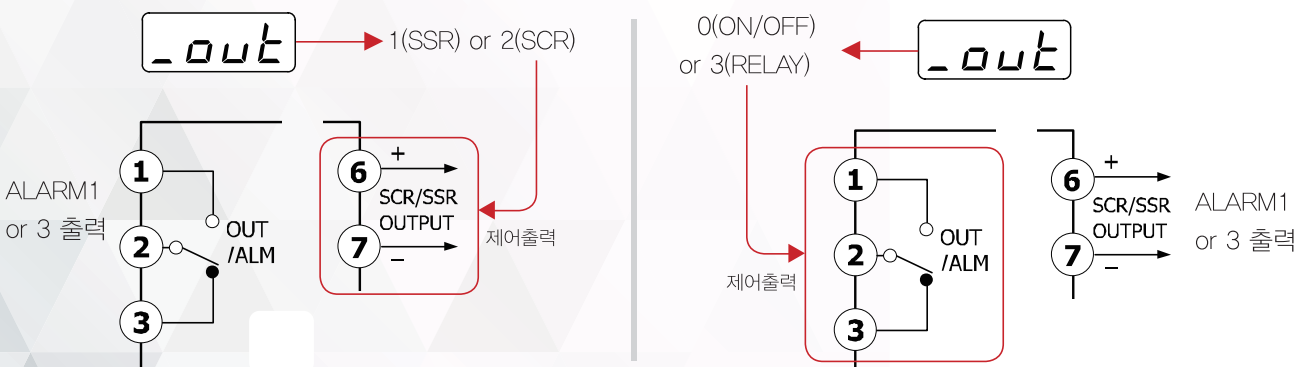 _out
1(SSR) or 2(SCR)
ALARM1
or 3 출력
1
2
3
OUT
/ALM
6
+
SCR/SSR
OUTPUT
7
−
제어출력
0(ON/OFF)
or 3(RELAY)
_out
제어출력
1
2
3
OUT
/ALM
6
+
SCR/SSR
OUTPUT
7
−
ALARM1
or 3 출력